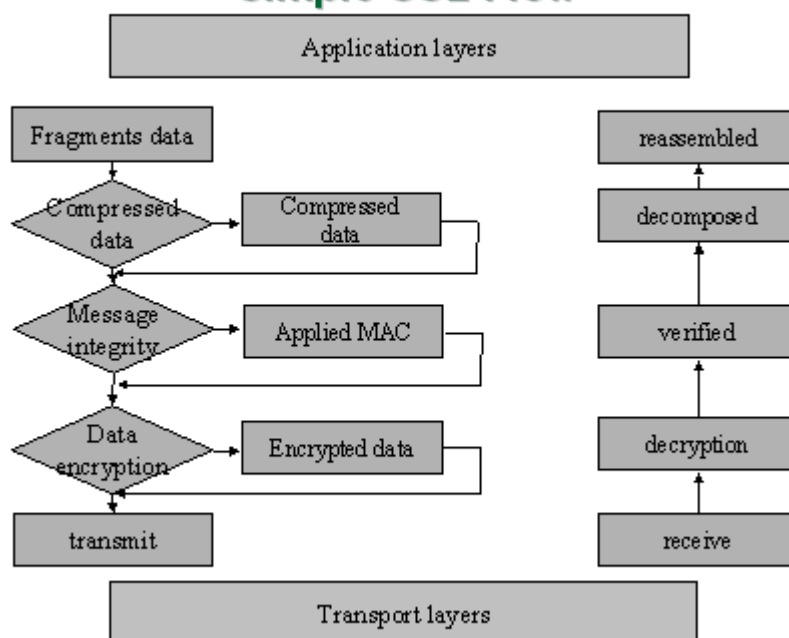 Application layers
Fragments data
Compressed
data
Compressed
data
Message
integrity
Applied MAC
Data
encryption
Encrypted data
transmit
reassembled
decomposed
verified
decryption
receive
Transport layers